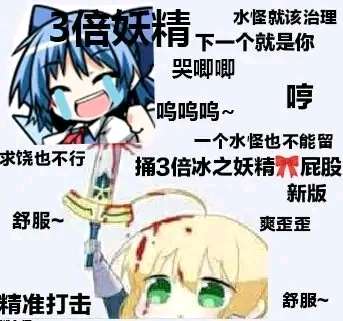 3倍妖精
水怪就该治理
下一个就是你
哭唧唧
哼
呜呜呜~
一个水怪也不能留
求饶也不行
捅3倍冰之妖精🎀屁股
新版
舒服~
爽歪歪
精准打击
舒服~